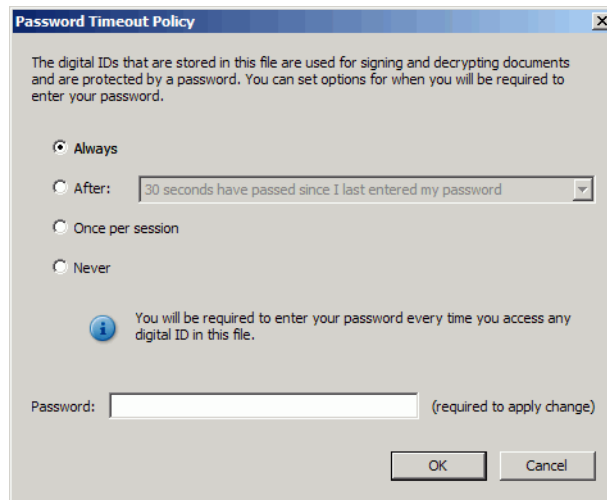 Password Timeout Policy
The digital IDs that are stored in this file are used for signing and decrypting documents
and are protected by a password. You can set options for when you will be required to
enter your password.
Always
After: 30 seconds have passed since I last entered my password
Once per session
Never
You will be required to enter your password every time you access any
digital ID in this file.
Password: (required to apply change)
OK Cancel